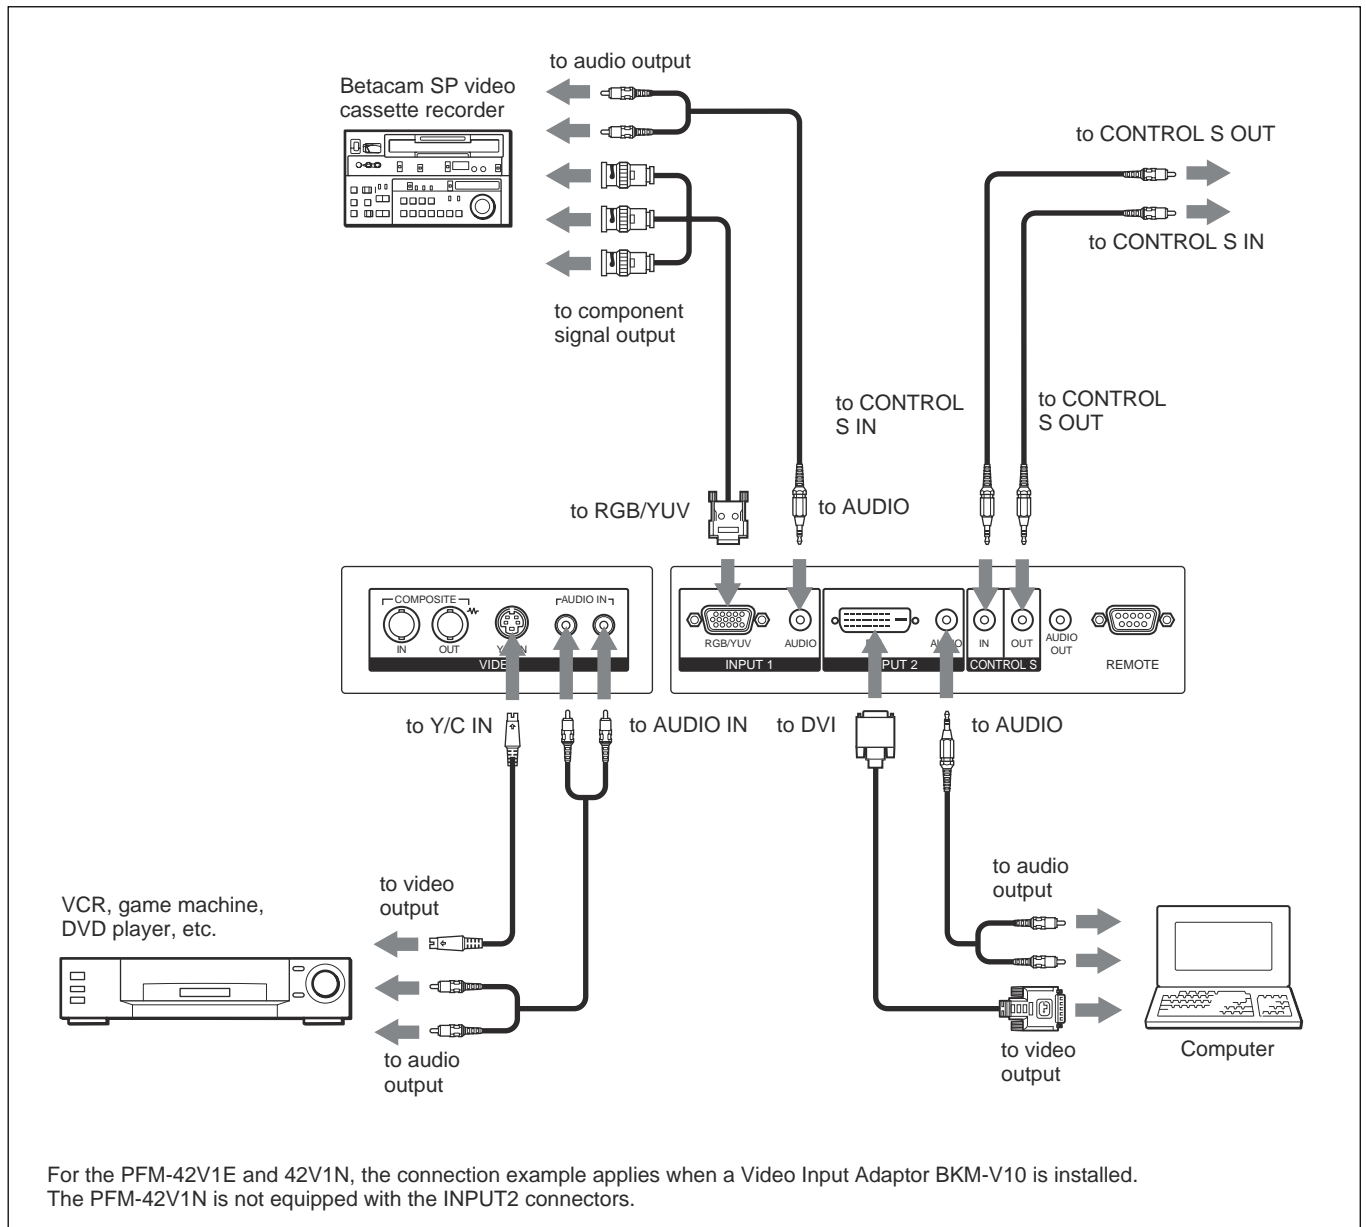 to audio output
Betacam SP video
cassette recorder
to CONTROL S OUT
to CONTROL S IN
to component
signal output
to CONTROL
S IN
to CONTROL
S OUT
to RGB/YUV
to AUDIO
COMPOSITE
AUDIO IN
IN
OUT
RGB/YUV
AUDIO
IN
OUT
AUDIO
OUT
INPUT 1
CONTROL S
REMOTE
to Y/C IN
to AUDIO IN
to DVI
to AUDIO
to video
output
VCR, game machine,
DVD player, etc.
to audio
output
to audio
output
to video
output
Computer
For the PFM-42V1E and 42V1N, the connection example applies when a Video Input Adaptor BKM-V10 is installed.
The PFM-42V1N is not equipped with the INPUT2 connectors.